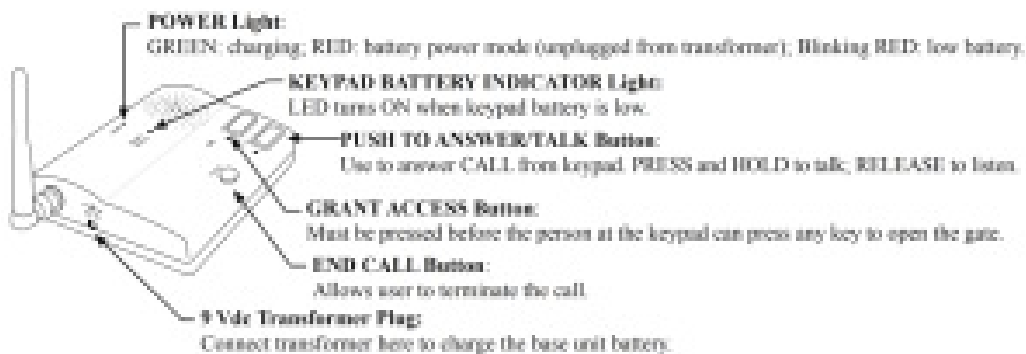 POWER Light:
GREEN: charging; RED: battery power mode (unplugged from transformer); Blinking RED: low battery.
KEYPAD BATTERY INDICATOR Light:
LED turns ON when keypad battery is low.
PUSH TO ANSWER/TALK Button:
Use to answer CALL from keypad. PRESS and HOLD to talk; RELEASE to listen.
GRANT ACCESS Button:
Must be pressed before the person at the keypad can press any key to open the gate.
END CALL Button:
Allows user to terminate the call.
9 Vdc Transformer Plug:
Connect transformer here to charge the base unit battery.